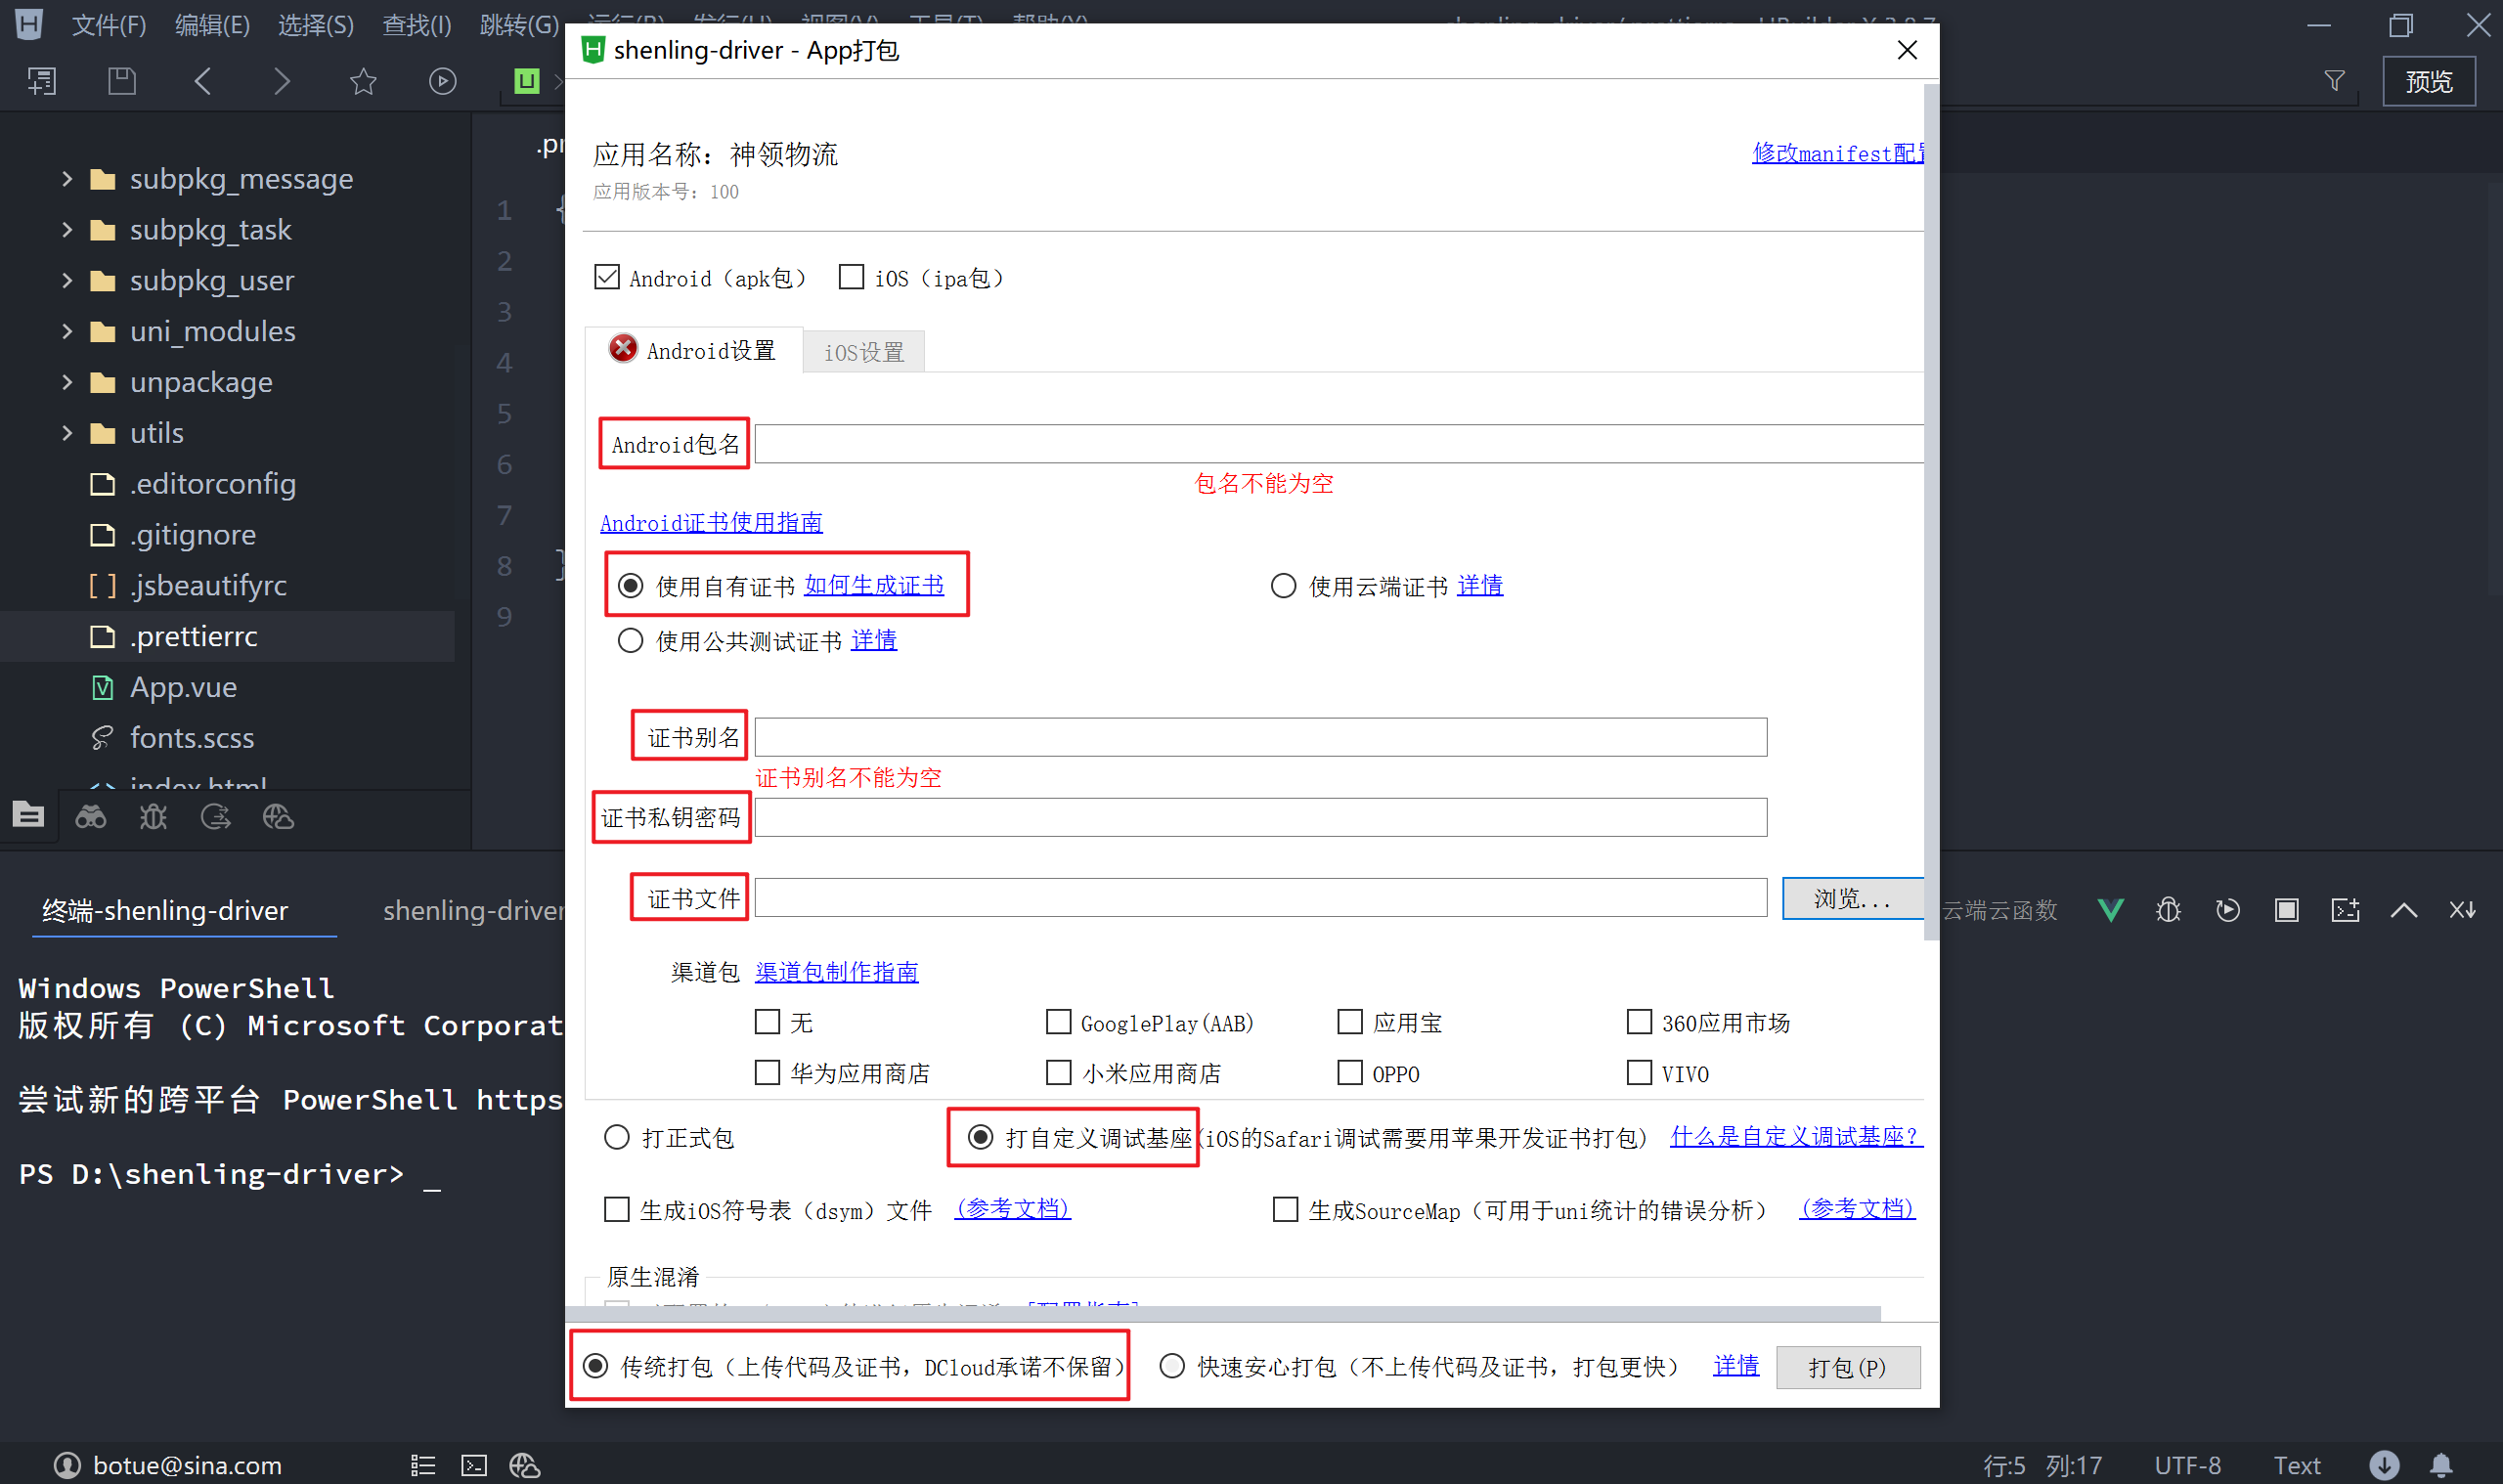 文件(F) 编辑(E) 选择(S) 查找(I) 跳转(G)
shenling-driver - App打包
预览
应用名称：神领物流
修改manifest配置
应用版本号：100
Android（apk包） iOS（ipa包）
Android设置 iOS设置
Android包名
包名不能为空
Android证书使用指南
使用自有证书 如何生成证书 使用云端证书 详情
使用公共测试证书 详情
证书别名
证书别名不能为空
证书私钥密码
证书文件 浏览...
渠道包 渠道包制作指南
无 GooglePlay(AAB) 应用宝 360应用市场
华为应用商店 小米应用商店 OPPO VIVO
打正式包 打自定义调试基座(iOS的Safari调试需要用苹果开发证书打包) 什么是自定义调试基座？
生成iOS符号表（dsym）文件 (参考文档) 生成SourceMap（可用于uni统计的错误分析） (参考文档)
原生混淆
传统打包（上传代码及证书，DCloud承诺不保留） 快速安心打包（不上传代码及证书，打包更快） 详情 打包(P)
subpkg_message
subpkg_task
subpkg_user
uni_modules
unpackage
utils
.editorconfig
.gitignore
.jsbeautifyrc
.prettierrc
App.vue
fonts.scss
index.html
.pr
1 {
2
3
4
5
6
7
8 }
9
终端-shenling-driver shenling-driver 云端云函数
Windows PowerShell
版权所有 (C) Microsoft Corporat
尝试新的跨平台 PowerShell https
PS D:\shenling-driver> _
botue@sina.com 行:5 列:17 UTF-8 Text